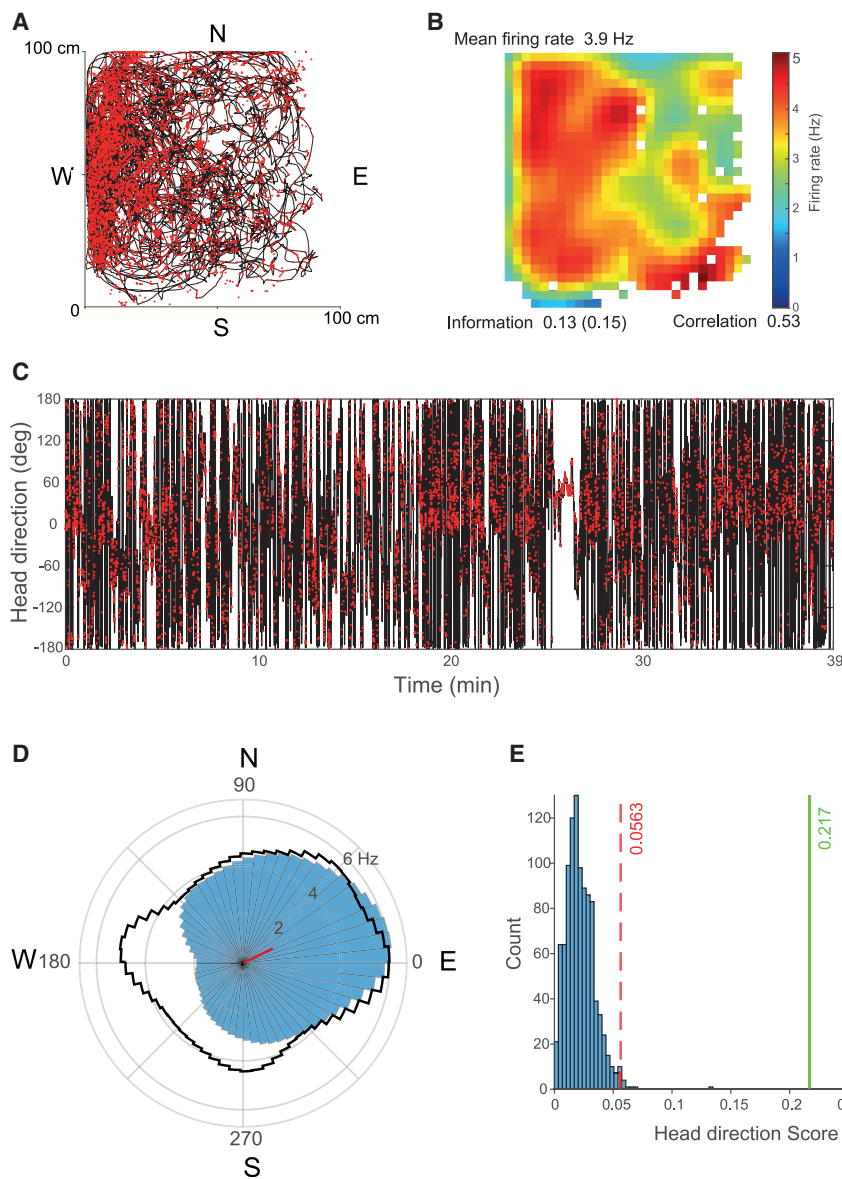 A
N
100 cm
W
E
0
S
100 cm
B
Mean firing rate 3.9 Hz
5
4
3
2
1
0
Firing rate (Hz)
Information 0.13 (0.15)
Correlation 0.53
C
180
120
60
0
-60
-120
-180
Head direction (deg)
0
10
20
30
39
Time (min)
D
N
90
6 Hz
4
2
W 180
0 E
270
S
E
120
100
80
60
40
20
0
Count
0.0563
0.217
0
0.05
0.1
0.15
0.2
Head direction Score